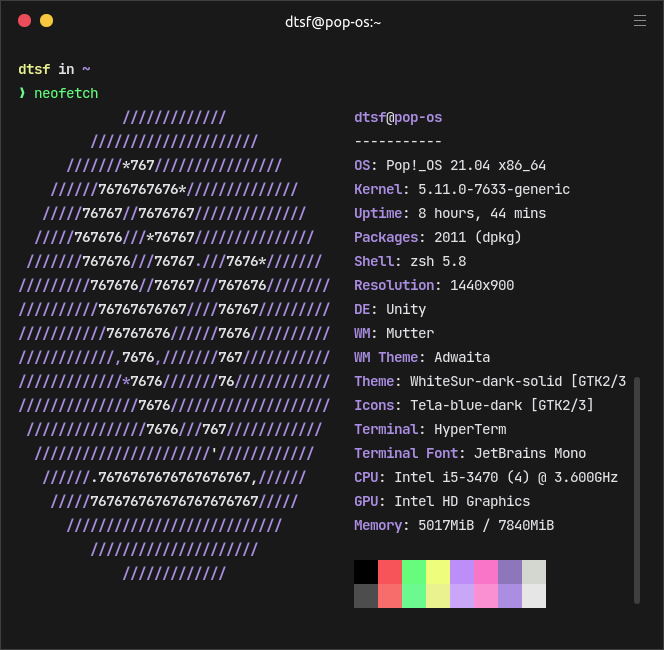 dtsf@pop-os:~
dtsf in ~
❯ neofetch
/////////////
/////////////////////
///////*767////////////////
//////7676767676*//////////////
/////76767//7676767//////////////
/////767676///*76767///////////////
///////767676///76767.///7676*///////
/////////767676//76767///767676////////
//////////76767676767////76767/////////
///////////76767676//////7676//////////
////////////,7676,///////767///////////
/////////////*7676///////76////////////
///////////////7676////////////////////
///////////////7676///767////////////
//////////////////////'////////////
//////.7676767676767676767,//////
/////767676767676767676767/////
///////////////////////////
/////////////////////
/////////////
dtsf@pop-os
-----------
OS: Pop!_OS 21.04 x86_64
Kernel: 5.11.0-7633-generic
Uptime: 8 hours, 44 mins
Packages: 2011 (dpkg)
Shell: zsh 5.8
Resolution: 1440x900
DE: Unity
WM: Mutter
WM Theme: Adwaita
Theme: WhiteSur-dark-solid [GTK2/3
Icons: Tela-blue-dark [GTK2/3]
Terminal: HyperTerm
Terminal Font: JetBrains Mono
CPU: Intel i5-3470 (4) @ 3.600GHz
GPU: Intel HD Graphics
Memory: 5017MiB / 7840MiB